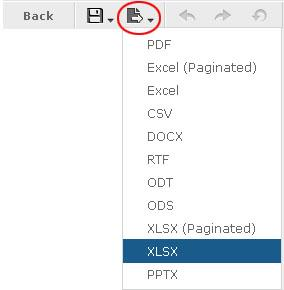 Back
PDF
Excel (Paginated)
Excel
CSV
DOCX
RTF
ODT
ODS
XLSX (Paginated)
XLSX
PPTX